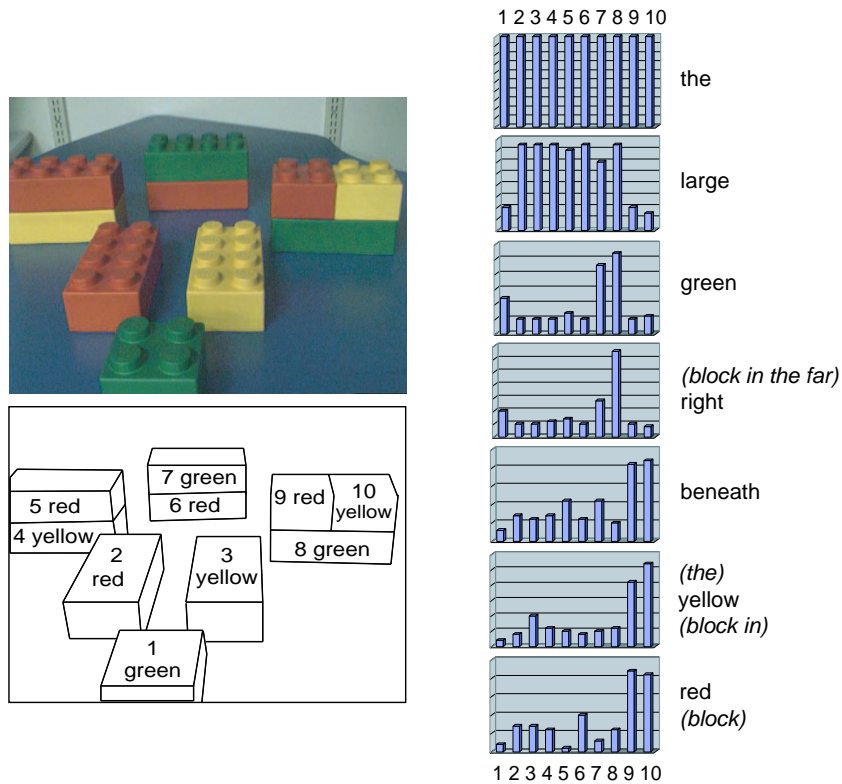 1 2 3 4 5 6 7 8 9 10
the
large
green
(block in the far)
right
beneath
(the)
yellow
(block in)
red
(block)
1 2 3 4 5 6 7 8 9 10
7 green
6 red
5 red
4 yellow
9 red
10
yellow
8 green
2
red
3
yellow
1
green